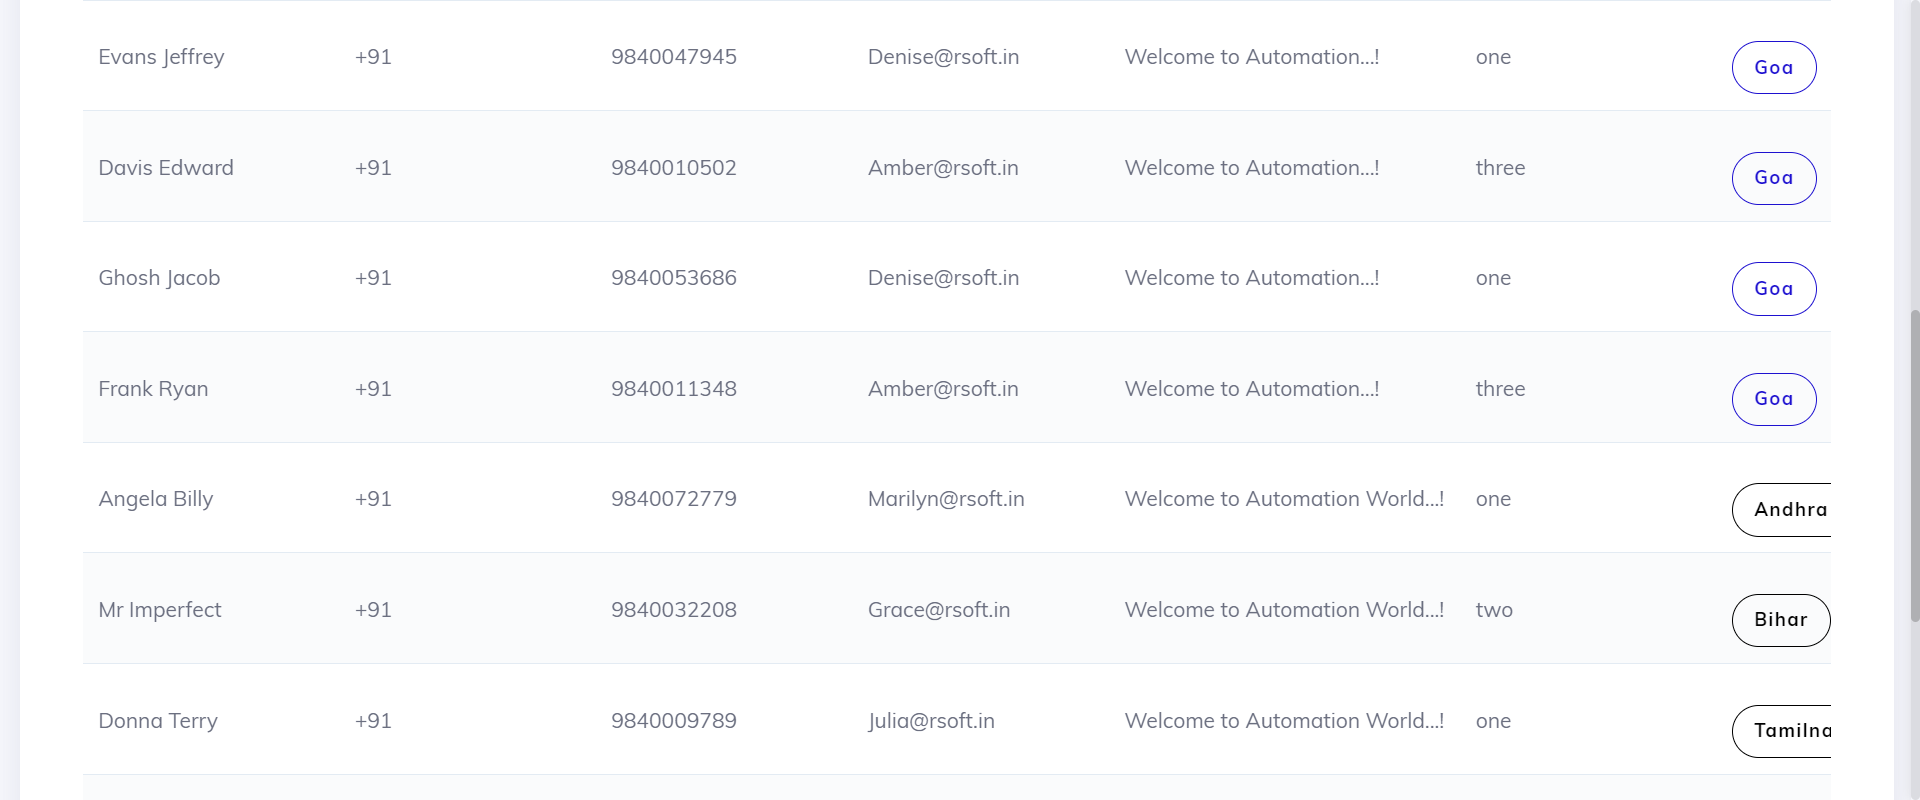 Evans Jeffrey +91 9840047945 Denise@rsoft.in Welcome to Automation...! one Goa
Davis Edward +91 9840010502 Amber@rsoft.in Welcome to Automation...! three Goa
Ghosh Jacob +91 9840053686 Denise@rsoft.in Welcome to Automation...! one Goa
Frank Ryan +91 9840011348 Amber@rsoft.in Welcome to Automation...! three Goa
Angela Billy +91 9840072779 Marilyn@rsoft.in Welcome to Automation World...! one Andhra
Mr Imperfect +91 9840032208 Grace@rsoft.in Welcome to Automation World...! two Bihar
Donna Terry +91 9840009789 Julia@rsoft.in Welcome to Automation World...! one Tamilna